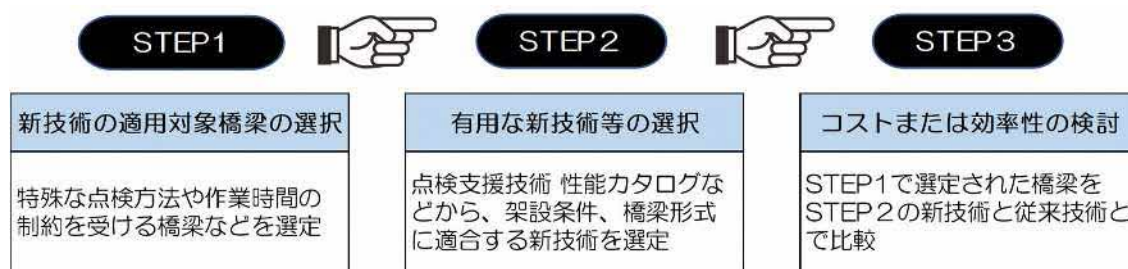 STEP1
STEP2
STEP3
新技術の適用対象橋梁の選択
特殊な点検方法や作業時間の
制約を受ける橋梁などを選定
有用な新技術等の選択
点検支援技術 性能カタログな
どから、架設条件、橋梁形式
に適合する新技術を選定
コストまたは効率性の検討
STEP1で選定された橋梁を
STEP2の新技術と従来技術と
で比較